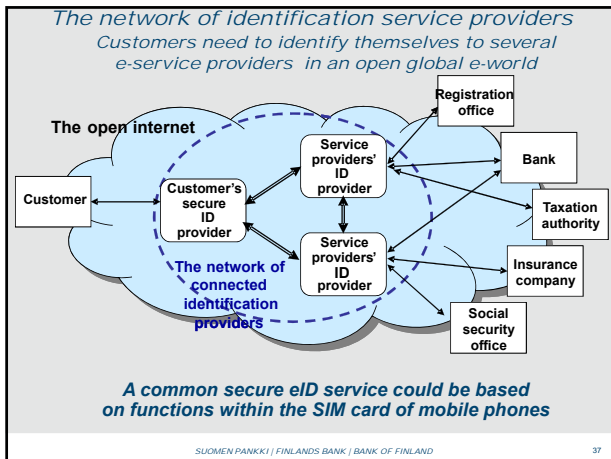 The network of identification service providers
Customers need to identify themselves to several
e-service providers in an open global e-world
The open internet
Customer
Customer's
secure
ID
provider
Service
providers'
ID
provider
Service
providers'
ID
provider
The network of
connected
identification
providers
Registration
office
Bank
Taxation
authority
Insurance
company
Social
security
office
A common secure eID service could be based
on functions within the SIM card of mobile phones
SUOMEN PANKKI | FINLANDS BANK | BANK OF FINLAND
37